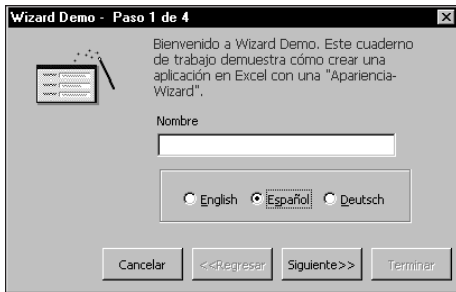 Wizard Demo - Paso 1 de 4
Bienvenido a Wizard Demo. Este cuaderno
de trabajo demuestra cómo crear una
aplicación en Excel con una "Apariencia-
Wizard".
Nombre
English Español Deutsch
Cancelar <<Regresar Siguiente>> Terminar